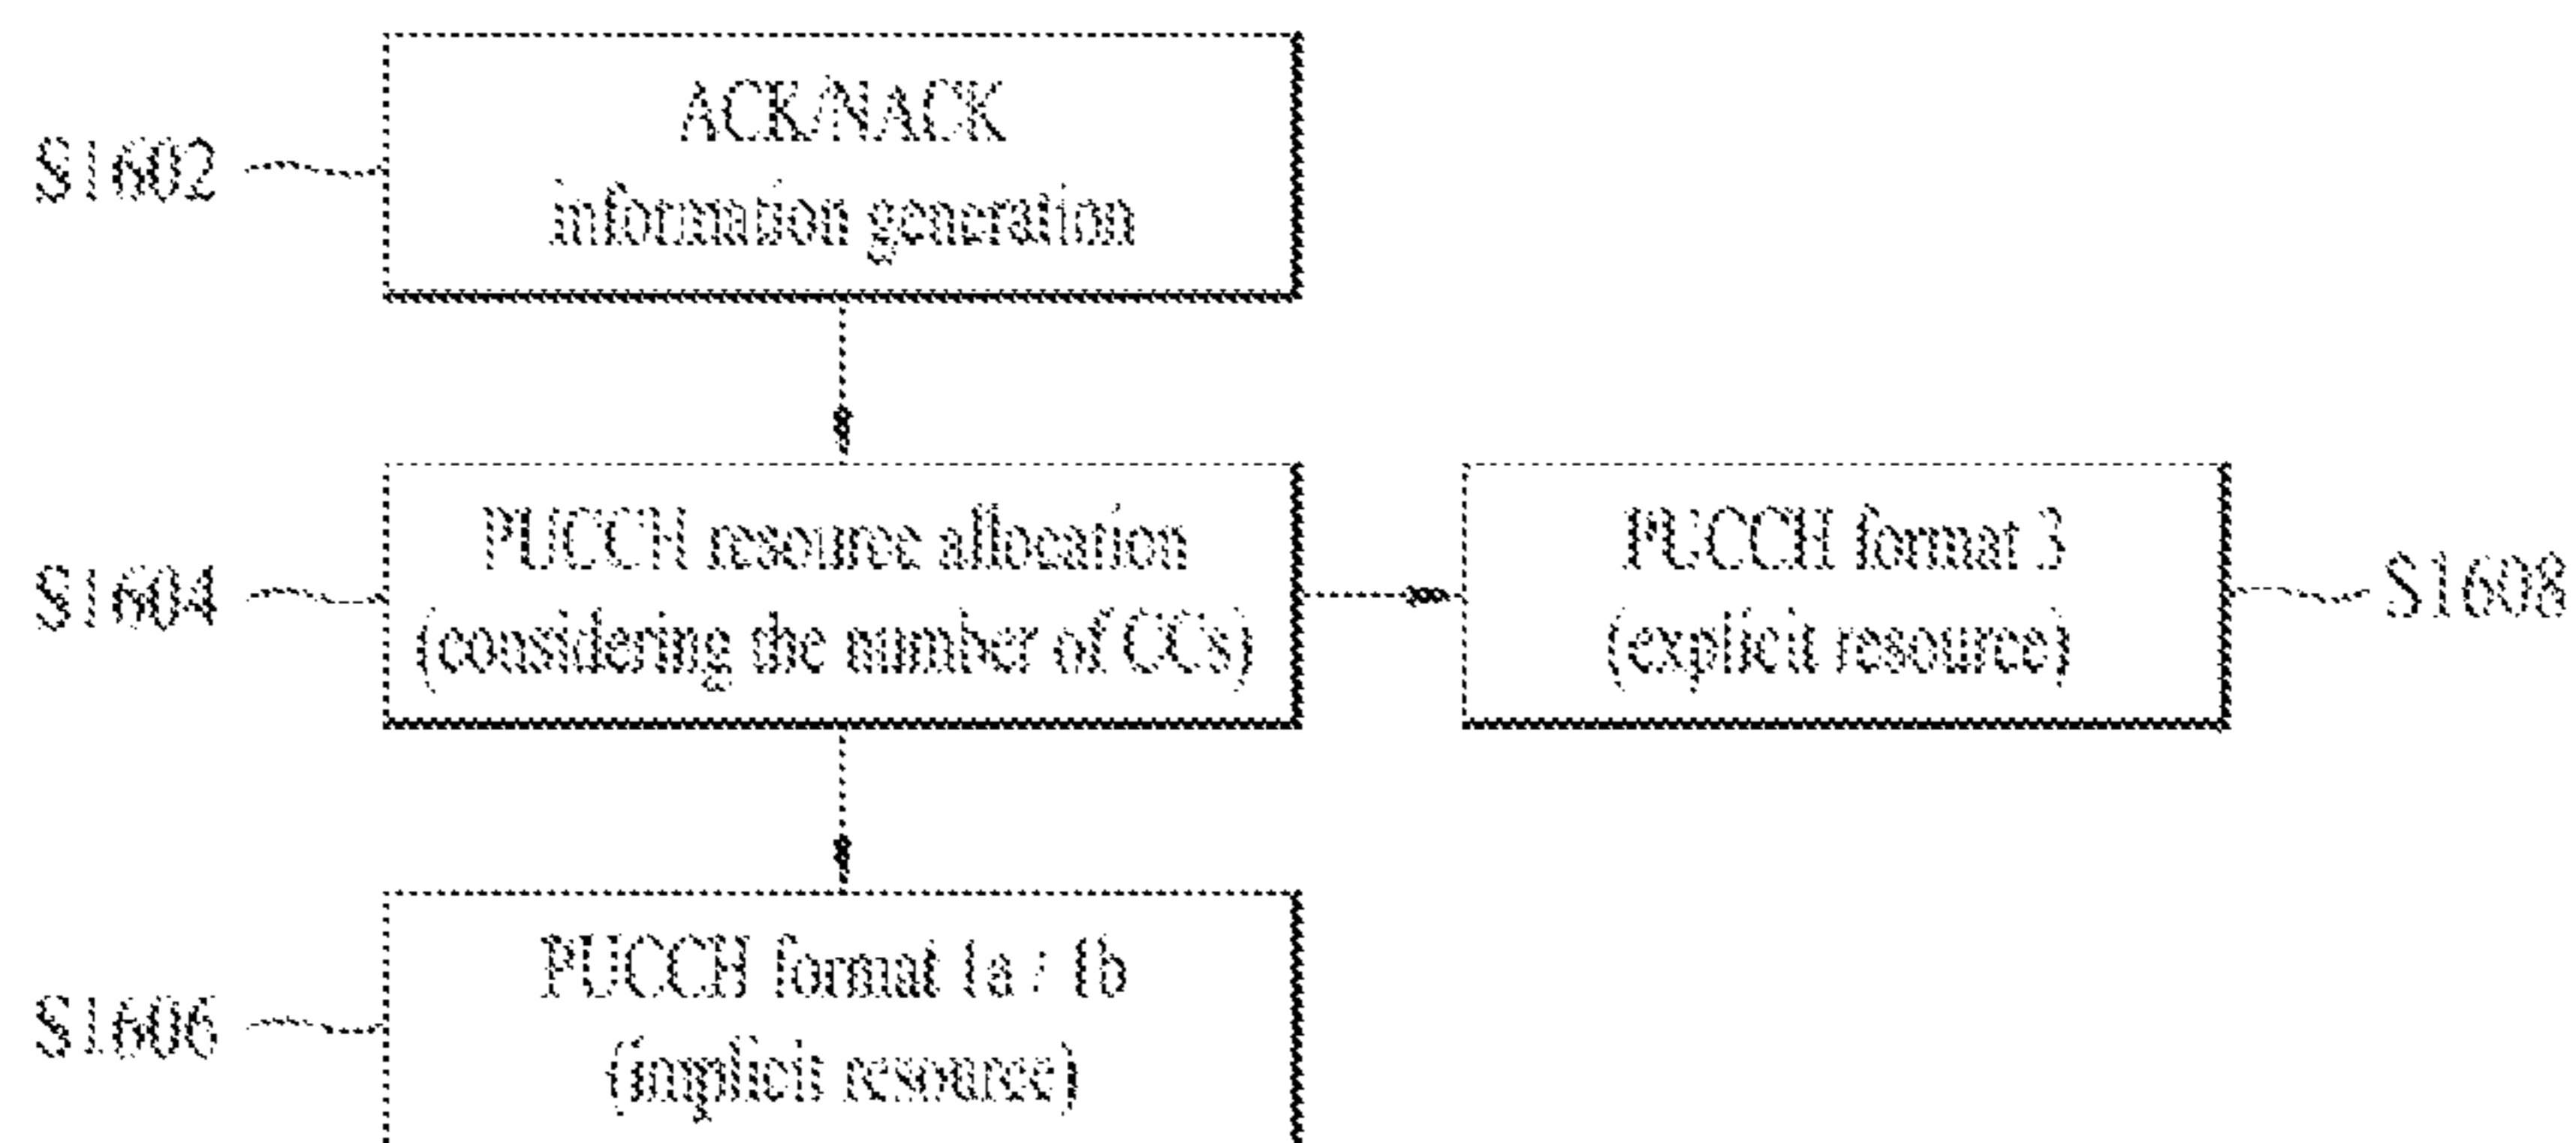 S1602
ACK/NACK
information generation
S1604
PUCCH resource allocation
(considering the number of CCs)
PUCCH format 3
(explicit resource)
S1608
S1606
PUCCH format 1a / 1b
(implicit resource)